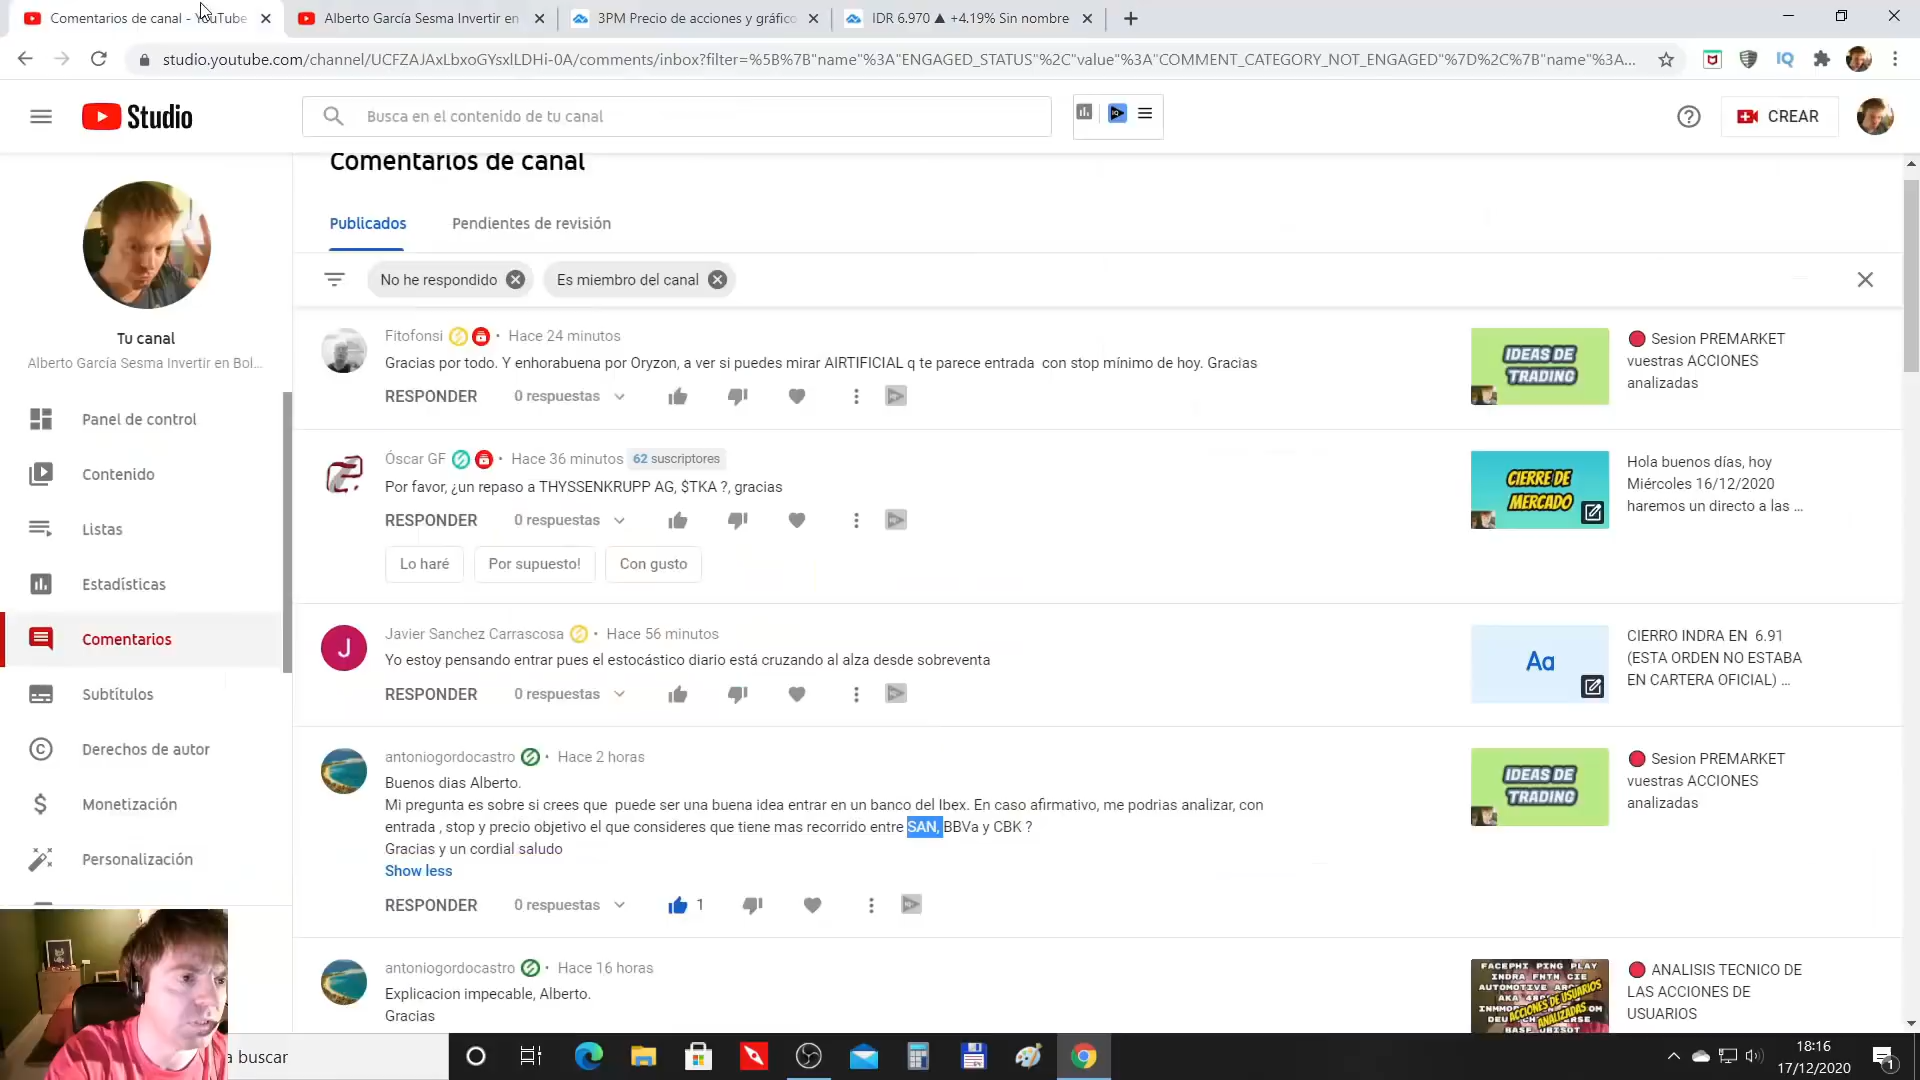 Comentarios de canal - YouTube
Alberto García Sesma Invertir en
3PM Precio de acciones y gráfico
IDR 6.970 ▲ +4.19% Sin nombre
studio.youtube.com/channel/UCFZAJAxLbxoGYsxlLDHi-0A/comments/inbox?filter=%5B%7B"name"%3A"ENGAGED_STATUS"%2C"value"%3A"COMMENT_CATEGORY_NOT_ENGAGED"%7D%2C%7B"name"%3A...
Studio
Busca en el contenido de tu canal
CREAR
Comentarios de canal
Publicados
Pendientes de revisión
No he respondido
Es miembro del canal
Tu canal
Alberto García Sesma Invertir en Bol...
Panel de control
Contenido
Listas
Estadísticas
Comentarios
Subtítulos
Derechos de autor
Monetización
Personalización
Fitofonsi • Hace 24 minutos
Gracias por todo. Y enhorabuena por Oryzon, a ver si puedes mirar AIRTIFICIAL q te parece entrada con stop mínimo de hoy. Gracias
RESPONDER 0 respuestas
IDEAS DE
TRADING
Sesion PREMARKET
vuestras ACCIONES
analizadas
Óscar GF • Hace 36 minutos 62 suscriptores
Por favor, ¿un repaso a THYSSENKRUPP AG, $TKA ?, gracias
RESPONDER 0 respuestas
Lo haré
Por supuesto!
Con gusto
CIERRE DE
MERCADO
Hola buenos días, hoy
Miércoles 16/12/2020
haremos un directo a las ...
J
Javier Sanchez Carrascosa • Hace 56 minutos
Yo estoy pensando entrar pues el estocástico diario está cruzando al alza desde sobreventa
RESPONDER 0 respuestas
Aa
CIERRO INDRA EN 6.91
(ESTA ORDEN NO ESTABA
EN CARTERA OFICIAL) ...
antoniogordocastro • Hace 2 horas
Buenos dias Alberto.
Mi pregunta es sobre si crees que puede ser una buena idea entrar en un banco del Ibex. En caso afirmativo, me podrias analizar, con
entrada , stop y precio objetivo el que consideres que tiene mas recorrido entre SAN, BBVa y CBK ?
Gracias y un cordial saludo
Show less
RESPONDER 0 respuestas 1
IDEAS DE
TRADING
Sesion PREMARKET
vuestras ACCIONES
analizadas
antoniogordocastro • Hace 16 horas
Explicacion impecable, Alberto.
Gracias
FACEPHI PING PLAY
ACCIONES DE USUARIOS
ANALIZADAS
ANALISIS TECNICO DE
LAS ACCIONES DE
USUARIOS
a buscar
18:16
17/12/2020
1